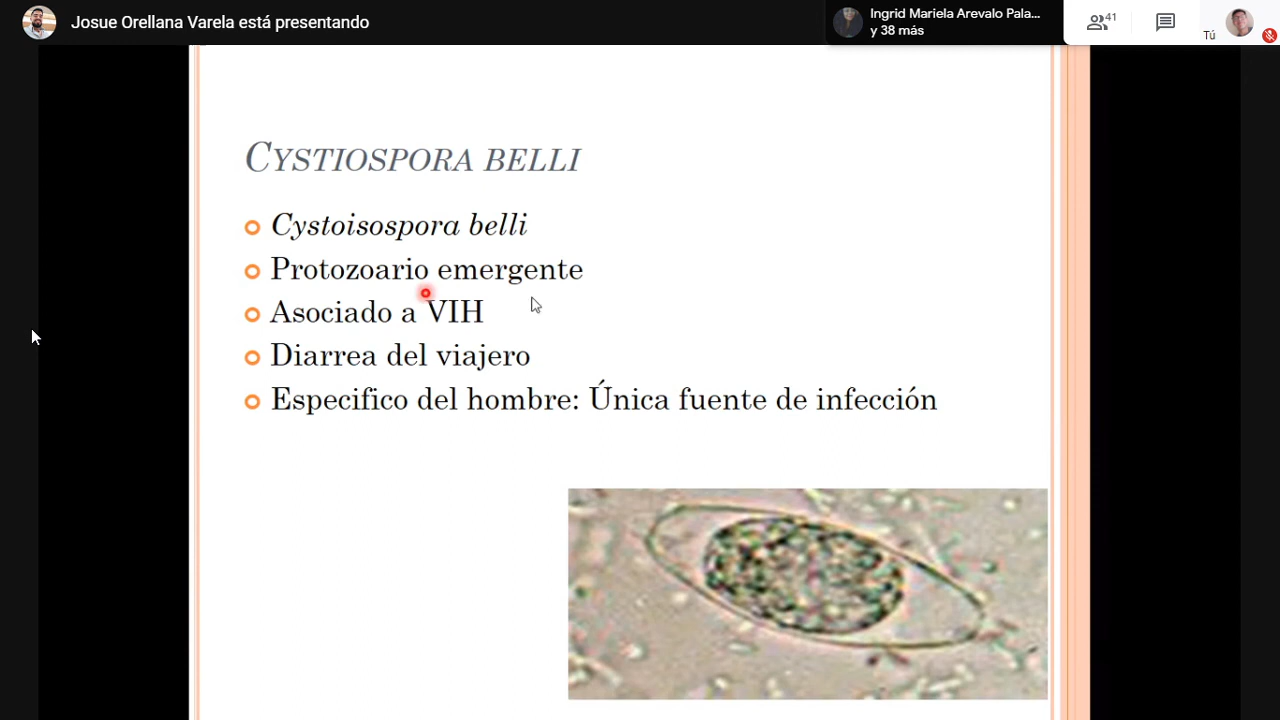 Josue Orellana Varela está presentando
Ingrid Mariela Arevalo Pala...
y 38 más
41
Tú
CYSTIOSPORA BELLI
Cystoisospora belli
Protozoario emergente
Asociado a VIH
Diarrea del viajero
Especifico del hombre: Única fuente de infección